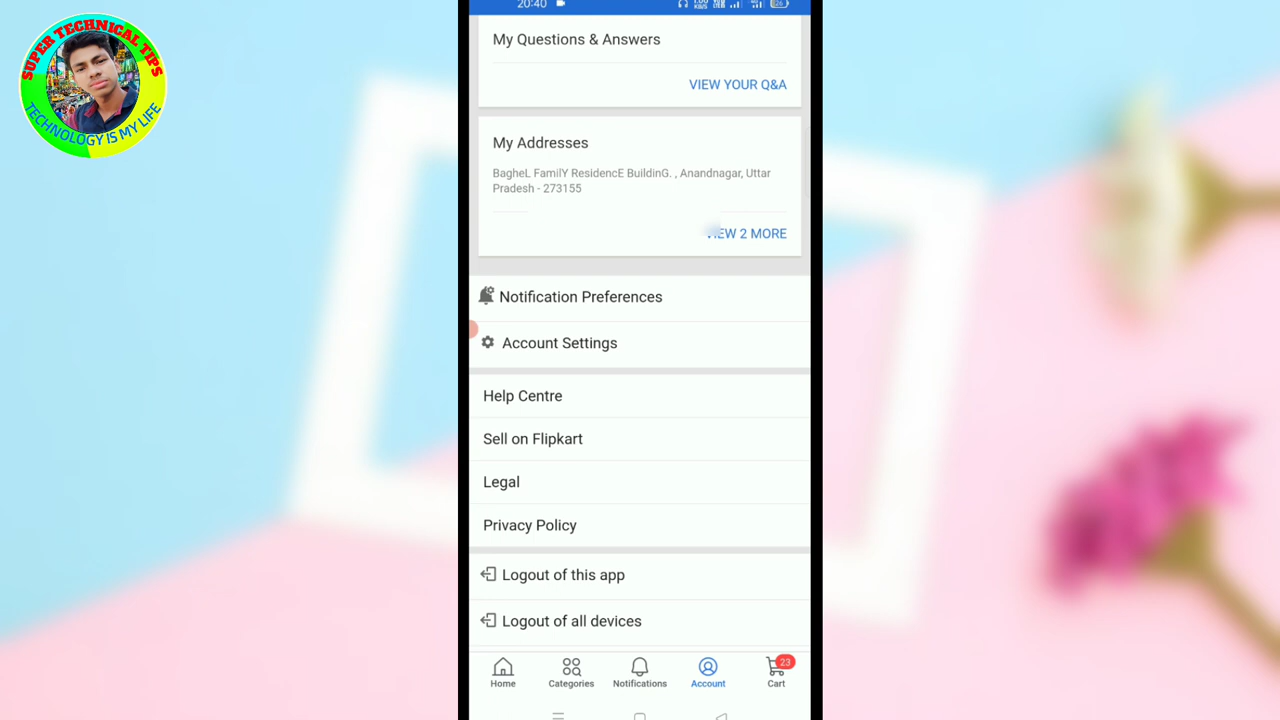 SUPER TECHNICAL TIPS
TECHNOLOGY IS MY LIFE
20:40
My Questions & Answers
VIEW YOUR Q&A
My Addresses
BagheL FamilY ResidencE BuildinG. , Anandnagar, Uttar
Pradesh - 273155
VIEW 2 MORE
Notification Preferences
Account Settings
Help Centre
Sell on Flipkart
Legal
Privacy Policy
Logout of this app
Logout of all devices
23
Home Categories Notifications Account Cart